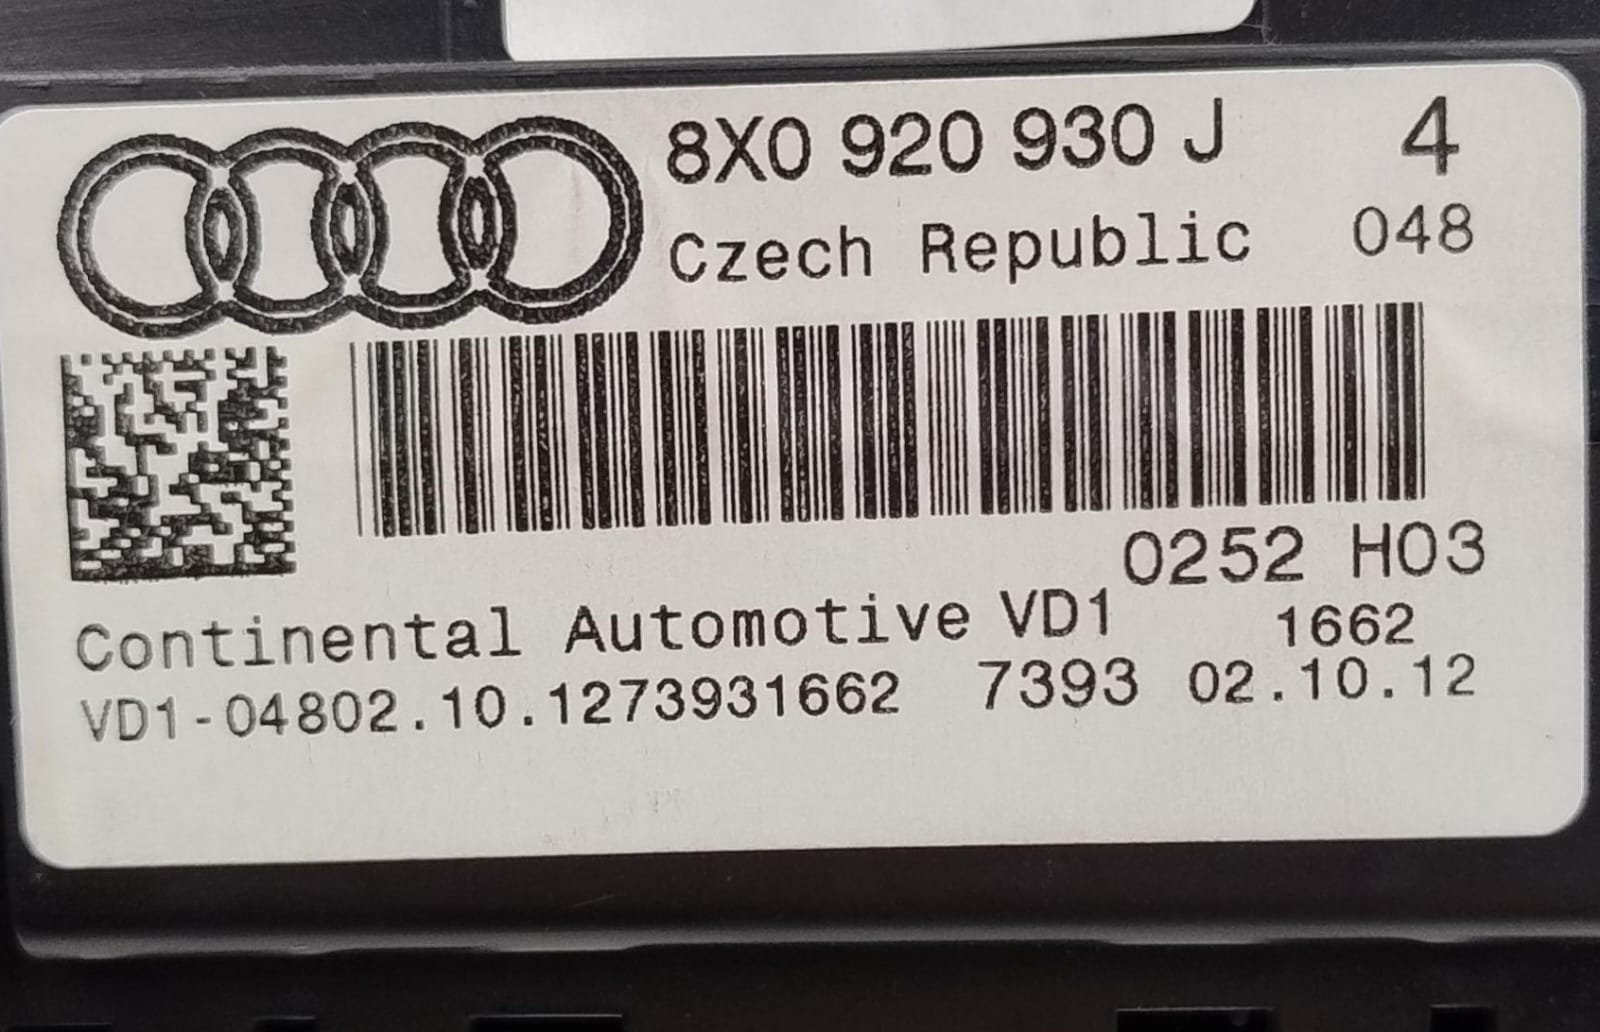 8X0 920 930 J 4
Czech Republic 048
0252 H03
Continental Automotive VD1 1662
VD1-04802.10.1273931662 7393 02.10.12